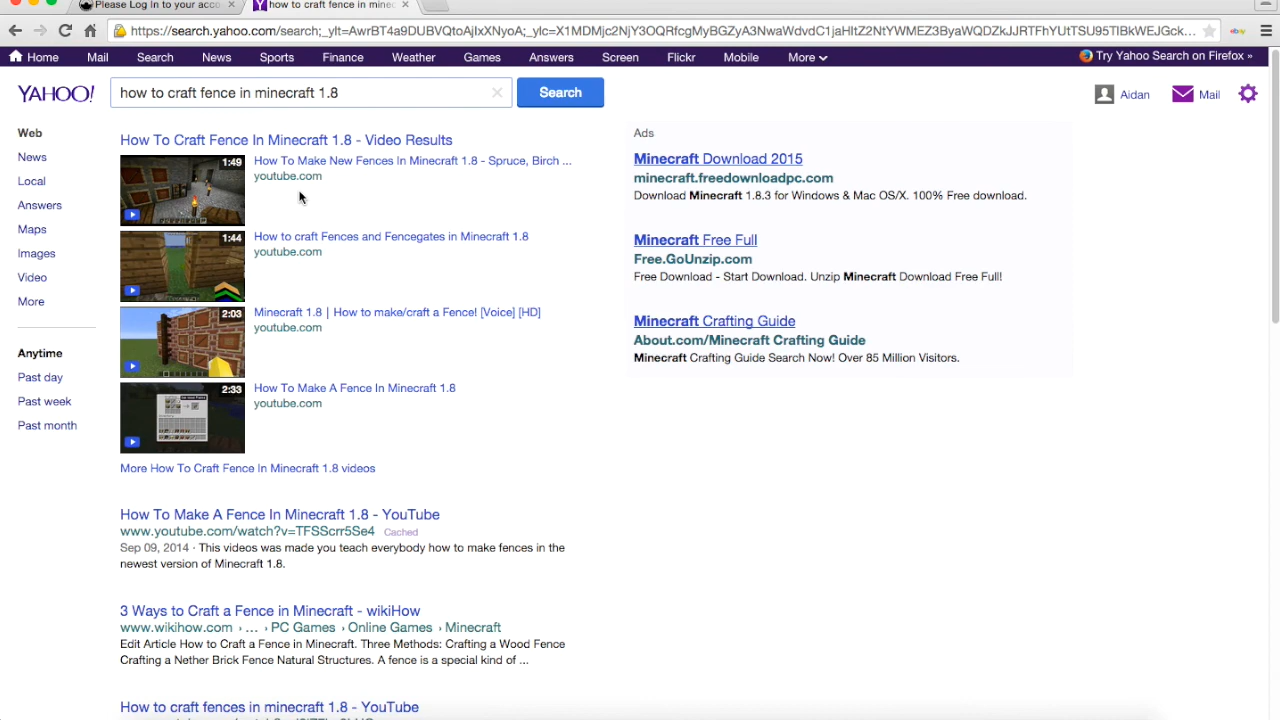 Please Log In to your acco
how to craft fence in minec
Home Mail Search News Sports Finance Weather Games Answers Screen Flickr Mobile More
Try Yahoo Search on Firefox »
YAHOO!
how to craft fence in minecraft 1.8
Search
Aidan
Mail
Web
News
Local
Answers
Maps
Images
Video
More
Anytime
Past day
Past week
Past month
How To Craft Fence In Minecraft 1.8 - Video Results
1:49
How To Make New Fences In Minecraft 1.8 - Spruce, Birch ...
youtube.com
1:44
How to craft Fences and Fencegates in Minecraft 1.8
youtube.com
2:03
Minecraft 1.8 | How to make/craft a Fence! [Voice] [HD]
youtube.com
2:33
How To Make A Fence In Minecraft 1.8
youtube.com
More How To Craft Fence In Minecraft 1.8 videos
How To Make A Fence In Minecraft 1.8 - YouTube
www.youtube.com/watch?v=TFSScrr5Se4 Cached
Sep 09, 2014 · This videos was made you teach everybody how to make fences in the
newest version of Minecraft 1.8.
3 Ways to Craft a Fence in Minecraft - wikiHow
www.wikihow.com › ... › PC Games › Online Games › Minecraft
Edit Article How to Craft a Fence in Minecraft. Three Methods: Crafting a Wood Fence
Crafting a Nether Brick Fence Natural Structures. A fence is a special kind of ...
How to craft fences in minecraft 1.8 - YouTube
Ads
Minecraft Download 2015
minecraft.freedownloadpc.com
Download Minecraft 1.8.3 for Windows & Mac OS/X. 100% Free download.
Minecraft Free Full
Free.GoUnzip.com
Free Download - Start Download. Unzip Minecraft Download Free Full!
Minecraft Crafting Guide
About.com/Minecraft Crafting Guide
Minecraft Crafting Guide Search Now! Over 85 Million Visitors.